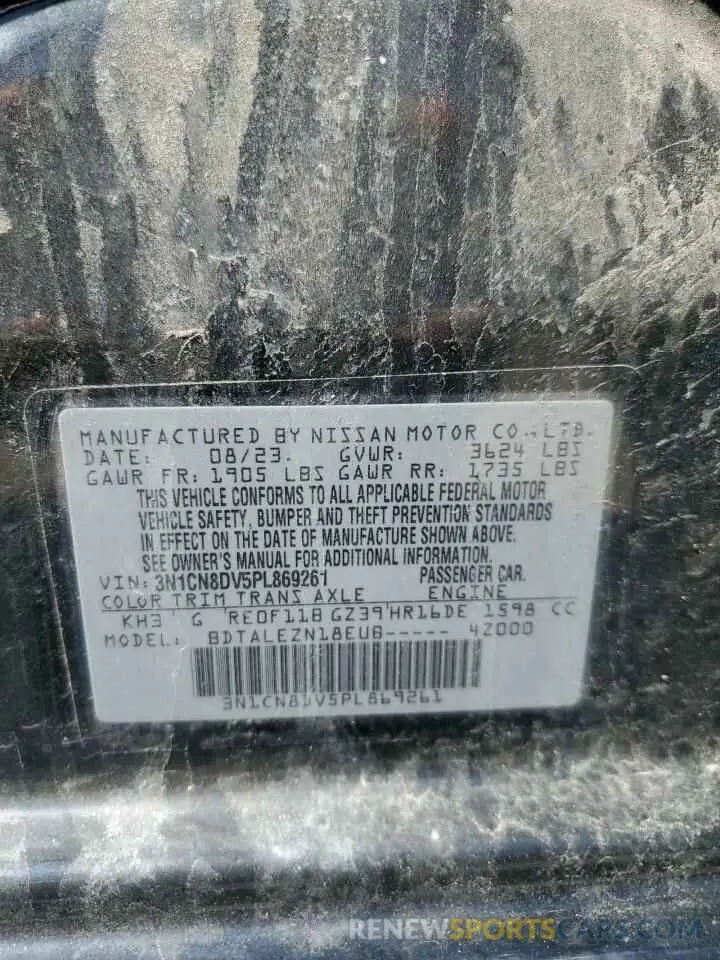 MANUFACTURED BY NISSAN MOTOR CO., LTD.
DATE: 08/23. GVWR: 3624 LBS
GAWR FR: 1905 LBS GAWR RR: 1735 LBS
THIS VEHICLE CONFORMS TO ALL APPLICABLE FEDERAL MOTOR
VEHICLE SAFETY, BUMPER AND THEFT PREVENTION STANDARDS
IN EFFECT ON THE DATE OF MANUFACTURE SHOWN ABOVE.
SEE OWNER'S MANUAL FOR ADDITIONAL INFORMATION.
VIN: 3N1CN8DV5PL869261 PASSENGER CAR.
COLOR TRIM TRANS AXLE ENGINE
KH3 G RE0F11B GZ39 HR16DE 1598 CC
MODEL: BDTALEZN18EUB----- 4Z000
3N1CN8DV5PL869261
RENEWSPORTSCARS.COM